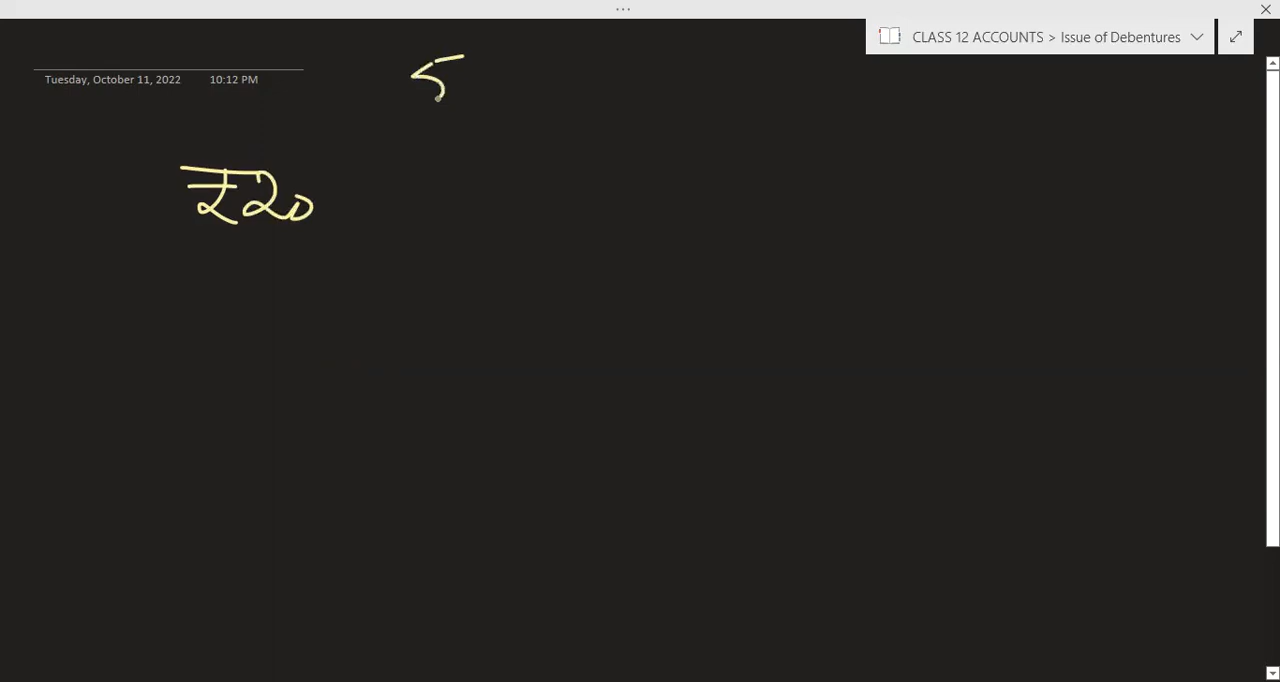 ...
CLASS 12 ACCOUNTS > Issue of Debentures
Tuesday, October 11, 2022 10:12 PM
5
₹20